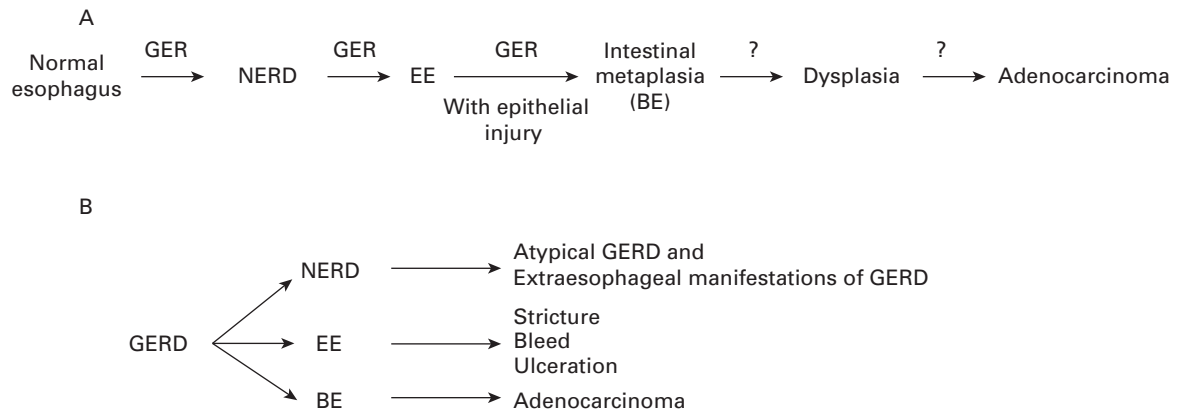 A
GER GER GER ? ?
Normal esophagus NERD EE Intestinal metaplasia (BE) Dysplasia Adenocarcinoma
With epithelial
injury
B
NERD
Atypical GERD and
Extraesophageal manifestations of GERD
GERD
EE
Stricture
Bleed
Ulceration
BE
Adenocarcinoma